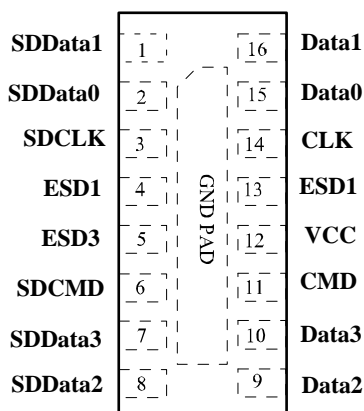 SDData1 1 16 Data1
SDData0 2 15 Data0
SDCLK 3 14 CLK
ESD1 4 13 ESD1
ESD3 5 12 VCC
SDCMD 6 11 CMD
SDData3 7 10 Data3
SDData2 8 9 Data2
GND PAD